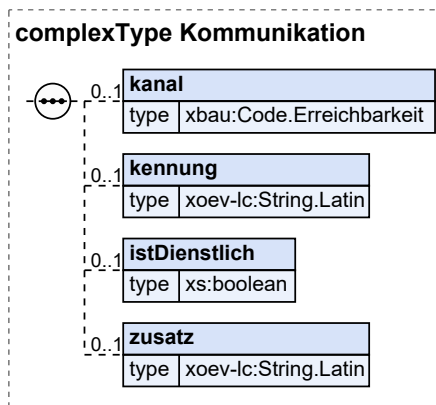 complexType Kommunikation
0..1 kanal
type xbau:Code.Erreichbarkeit
0..1 kennung
type xoev-lc:String.Latin
0..1 istDienstlich
type xs:boolean
0..1 zusatz
type xoev-lc:String.Latin